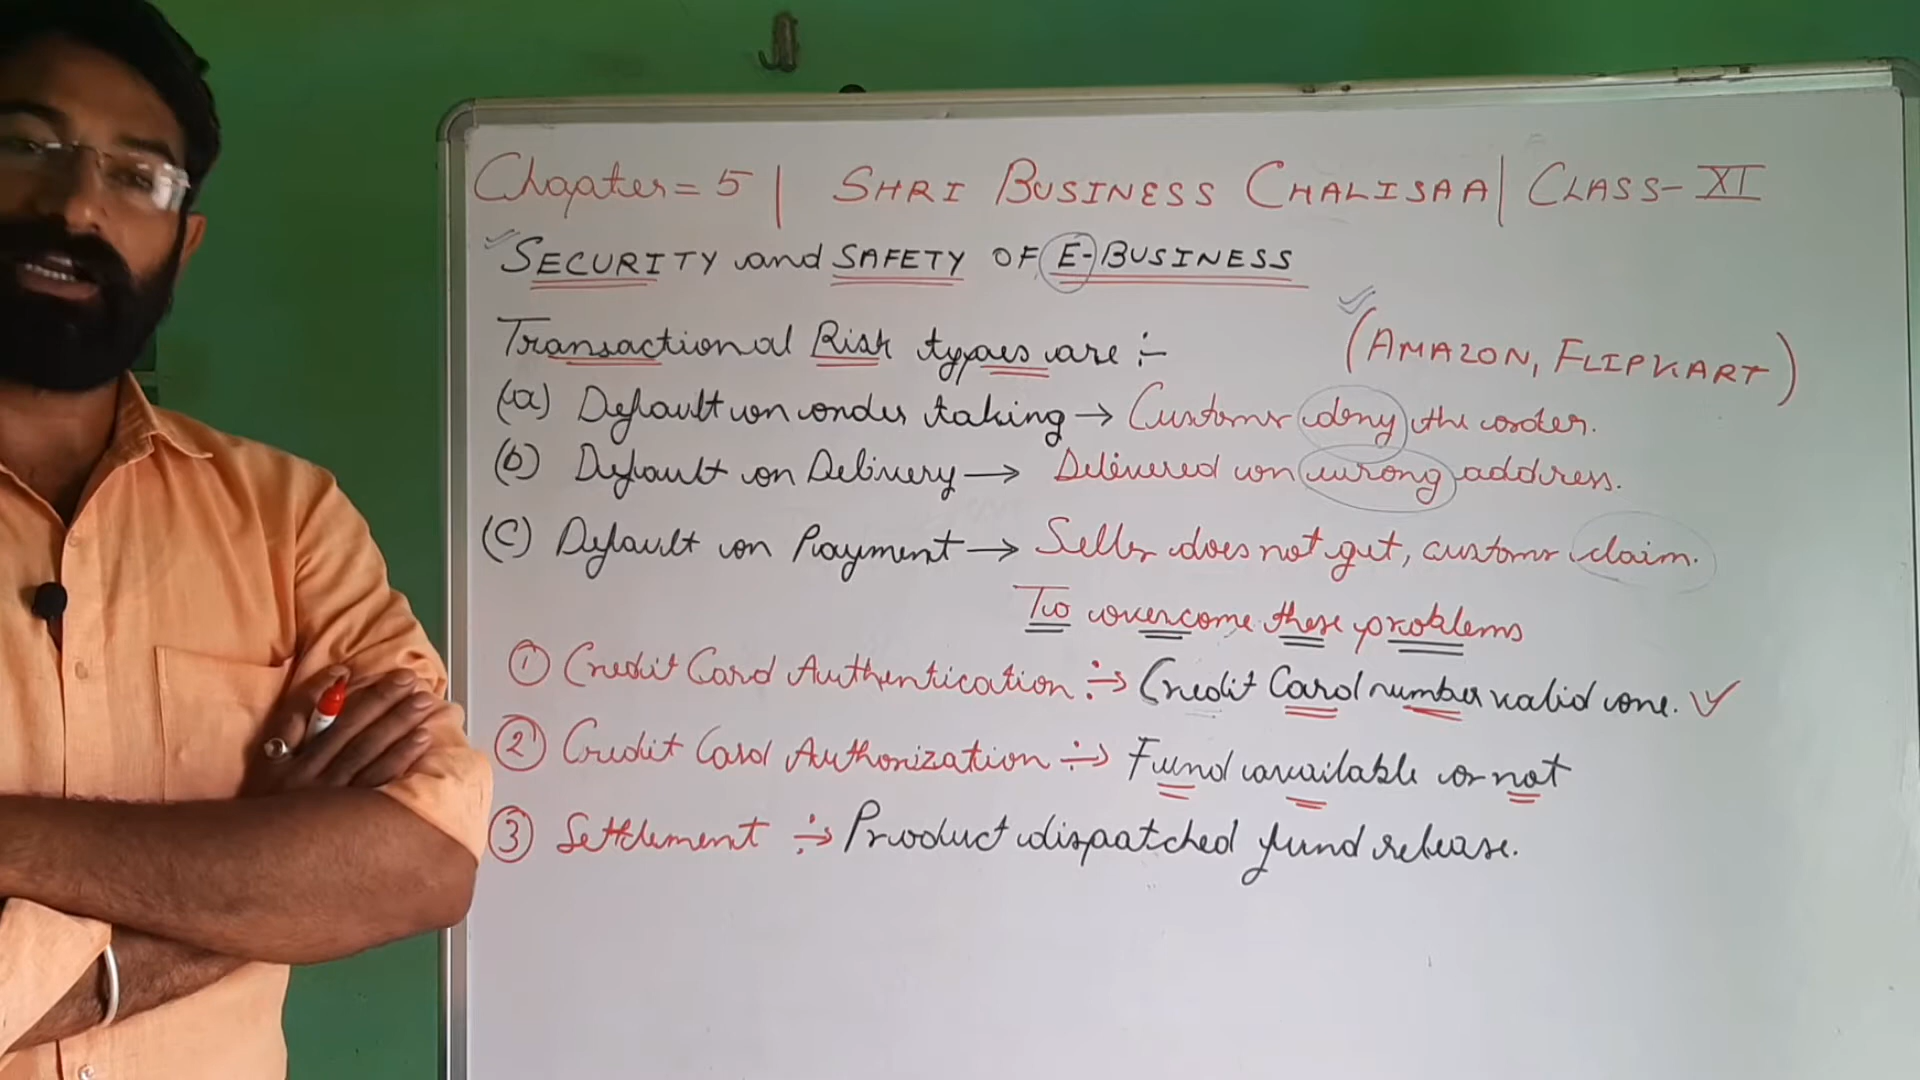 Chapter = 5 | SHRI BUSINESS CHALISAA | CLASS-XI
SECURITY and SAFETY OF E-BUSINESS
Transactional Risk types are :-
(AMAZON, FLIPKART)
(a) Default on order taking → Customr deny the order.
(b) Default on Delivery → Delivered on wrong address.
(c) Default on Payment → Seller does not get, customr claim.
To overcome these problems
① Credit Card Authentication :→ Credit Card number valid one.
② Credit Card Authorization :→ Fund available or not
③ Settlement :→ Product dispatched fund release.